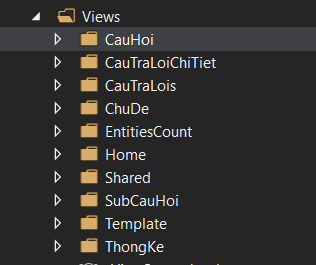 Views
CauHoi
CauTraLoiChiTiet
CauTraLois
ChuDe
EntitiesCount
Home
Shared
SubCauHoi
Template
ThongKe